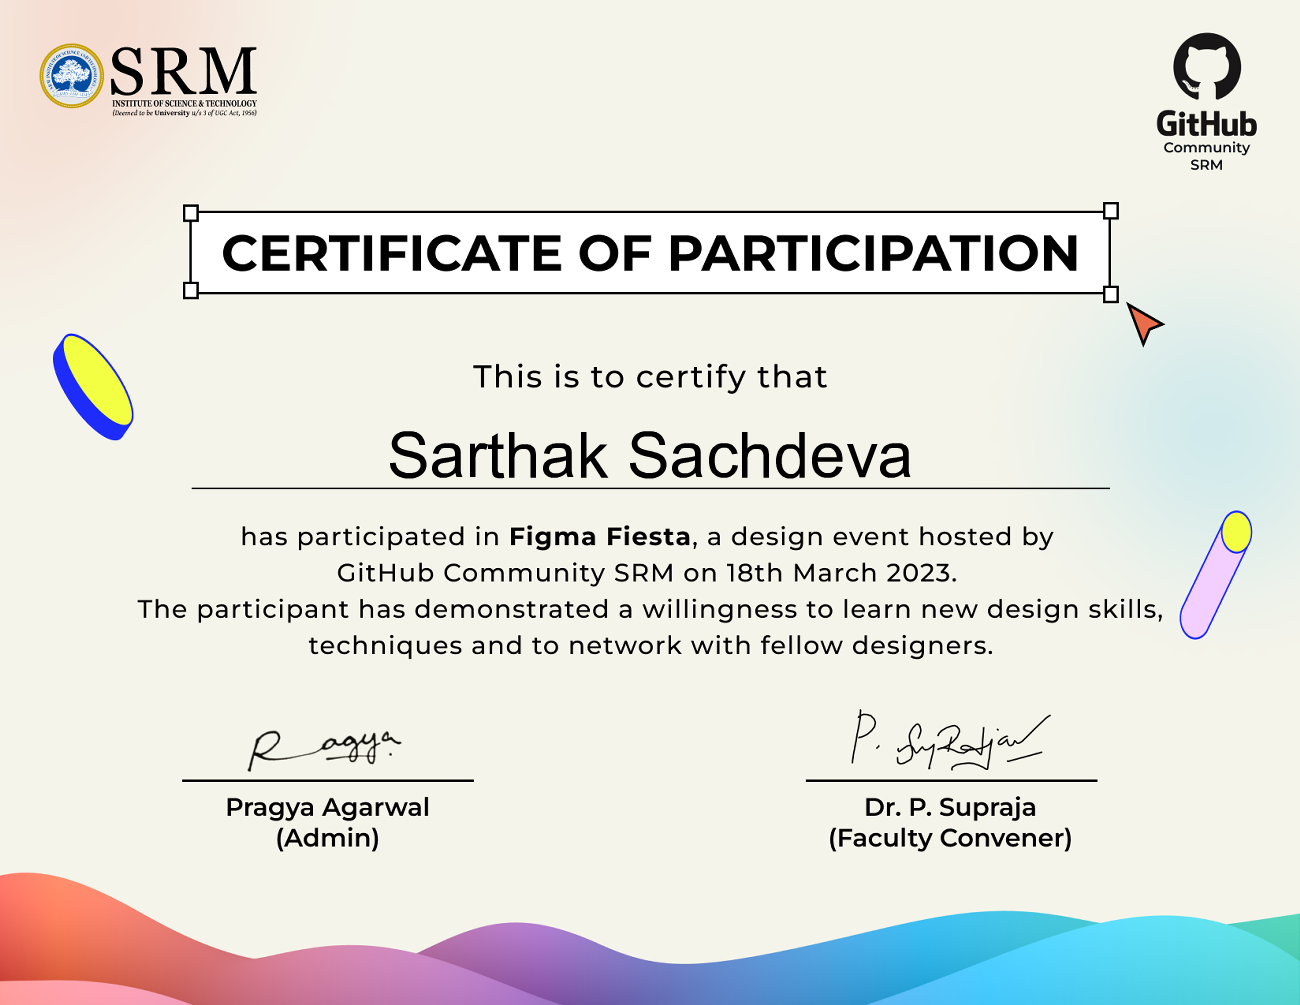 SRM
INSTITUTE OF SCIENCE & TECHNOLOGY
(Deemed to be University u/s 3 of UGC Act, 1956)
GitHub
Community
SRM
CERTIFICATE OF PARTICIPATION
This is to certify that
Sarthak Sachdeva
has participated in Figma Fiesta, a design event hosted by
GitHub Community SRM on 18th March 2023.
The participant has demonstrated a willingness to learn new design skills,
techniques and to network with fellow designers.
P. Supraja
Pragya Agarwal
(Admin)
Dr. P. Supraja
(Faculty Convener)